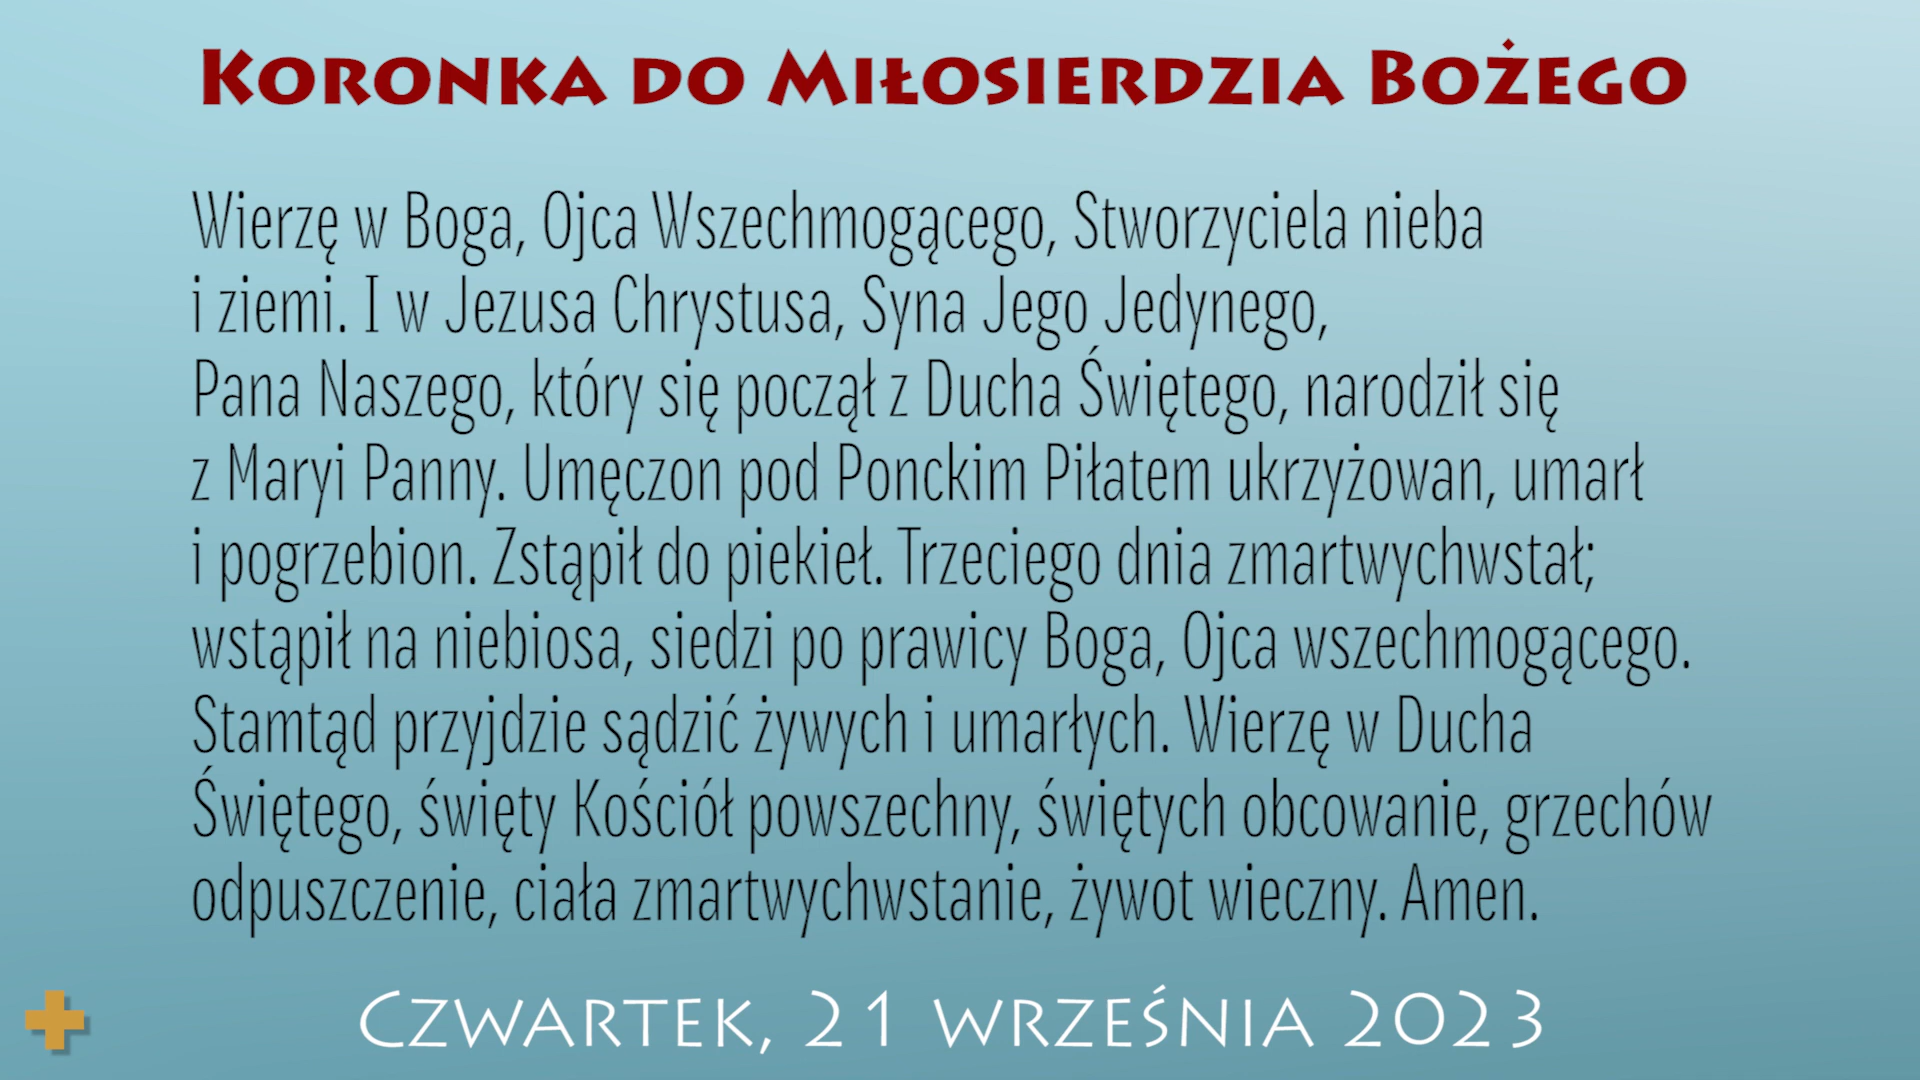 Koronka do Miłosierdzia Bożego
Wierzę w Boga, Ojca Wszechmogącego, Stworzyciela nieba
i ziemi. I w Jezusa Chrystusa, Syna Jego Jedynego,
Pana Naszego, który się począł z Ducha Świętego, narodził się
z Maryi Panny. Umęczon pod Ponckim Piłatem ukrzyżowan, umarł
i pogrzebion. Zstąpił do piekieł. Trzeciego dnia zmartwychwstał;
wstąpił na niebiosa, siedzi po prawicy Boga, Ojca wszechmogącego.
Stamtąd przyjdzie sądzić żywych i umarłych. Wierzę w Ducha
Świętego, święty Kościół powszechny, świętych obcowanie, grzechów
odpuszczenie, ciała zmartwychwstanie, żywot wieczny. Amen.
Czwartek, 21 września 2023